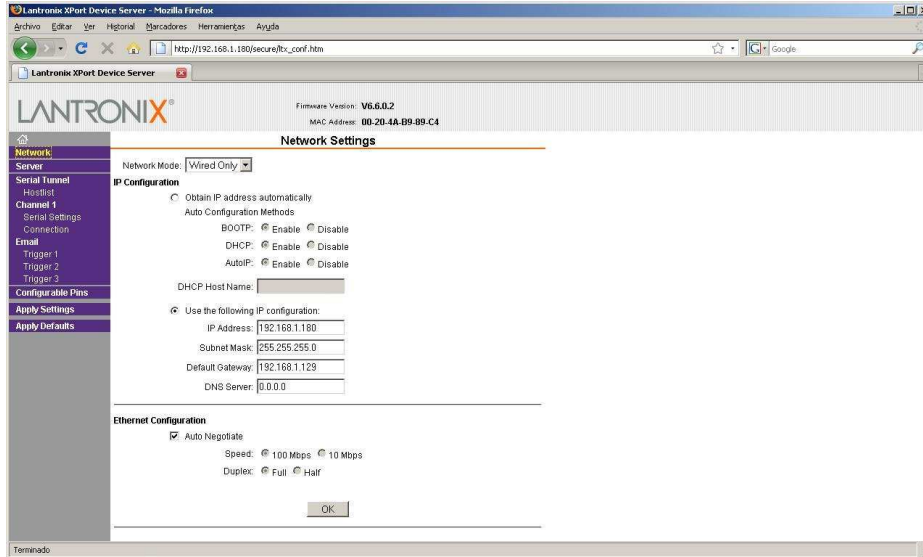 Lantronix XPort Device Server - Mozilla Firefox
Archivo Editar Ver Historial Marcadores Herramientas Ayuda
http://192.168.1.180/secure/ltx_conf.htm
Google
Lantronix XPort Device Server
LANTRONIX®
Firmware Version: V6.6.0.2
MAC Address: 00-20-4A-B9-89-C4
Network
Server
Serial Tunnel
Hostlist
Channel 1
Serial Settings
Connection
Email
Trigger 1
Trigger 2
Trigger 3
Configurable Pins
Apply Settings
Apply Defaults
Network Settings
Network Mode: Wired Only
IP Configuration
Obtain IP address automatically
Auto Configuration Methods
BOOTP: Enable Disable
DHCP: Enable Disable
AutoIP: Enable Disable
DHCP Host Name:
Use the following IP configuration:
IP Address: 192.168.1.180
Subnet Mask: 255.255.255.0
Default Gateway: 192.168.1.129
DNS Server: 0.0.0.0
Ethernet Configuration
Auto Negotiate
Speed: 100 Mbps 10 Mbps
Duplex: Full Half
OK
Terminado